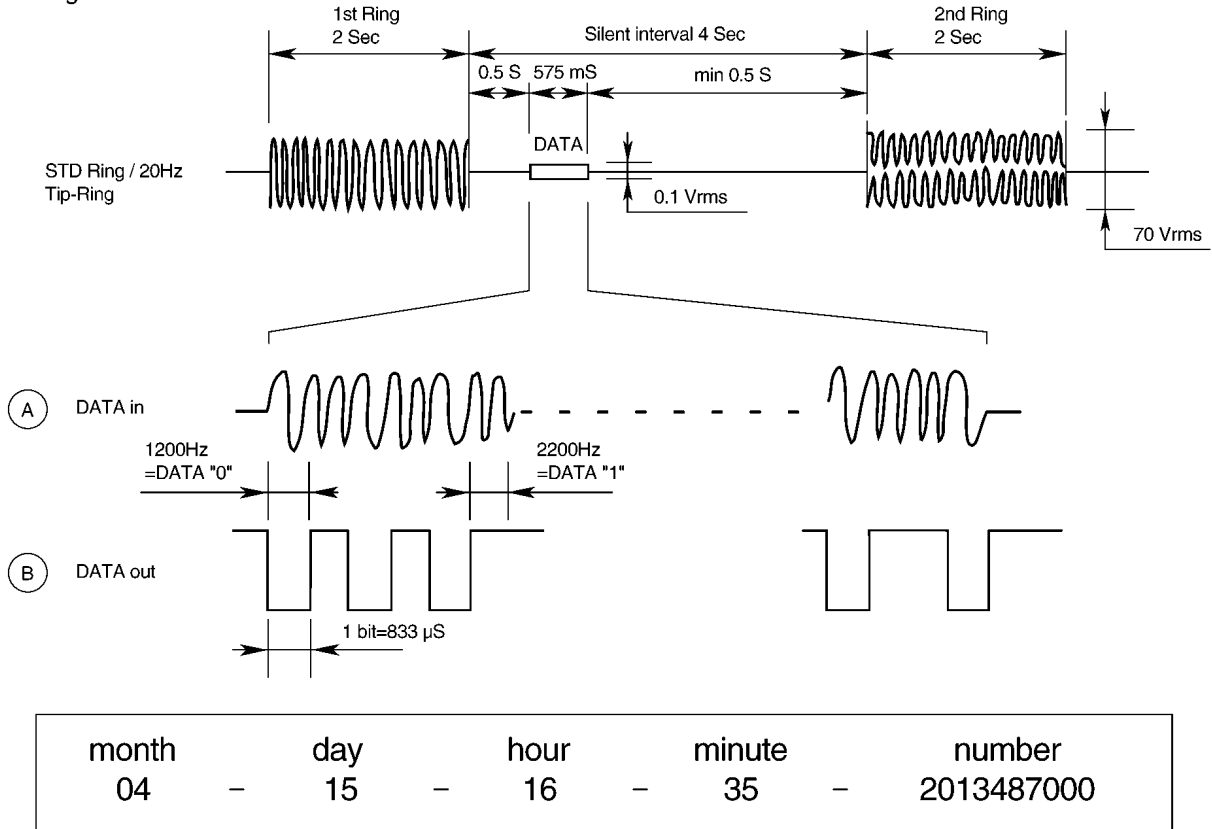 1st Ring
2 Sec
Silent interval 4 Sec
2nd Ring
2 Sec
0.5 S 575 mS min 0.5 S
DATA
STD Ring / 20Hz
Tip-Ring
0.1 Vrms
70 Vrms
A DATA in
1200Hz
=DATA "0"
2200Hz
=DATA "1"
B DATA out
1 bit=833 µS
month day hour minute number
04 – 15 – 16 – 35 – 2013487000